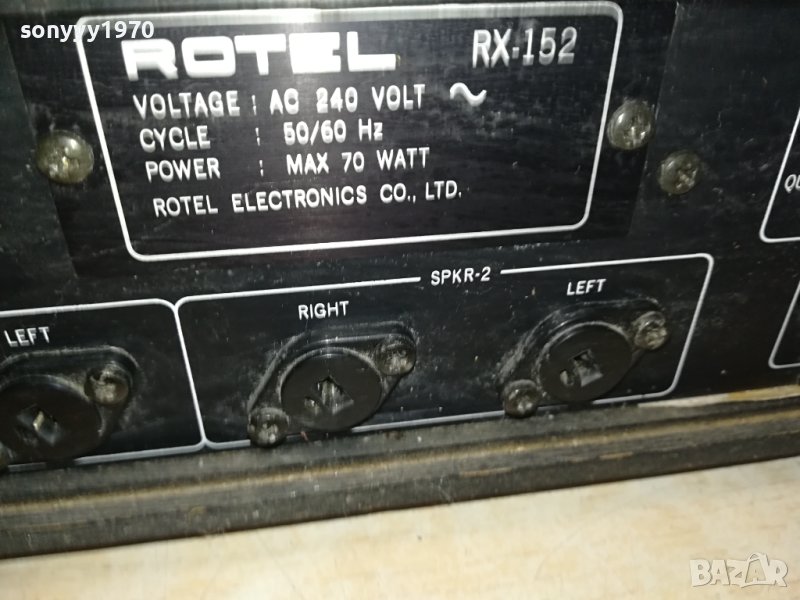 sonyyy1970
ROTEL RX-152
VOLTAGE : AC 240 VOLT ~
CYCLE : 50/60 Hz
POWER : MAX 70 WATT
ROTEL ELECTRONICS CO., LTD.
QU
SPKR-2
LEFT
RIGHT
LEFT
BAZAR